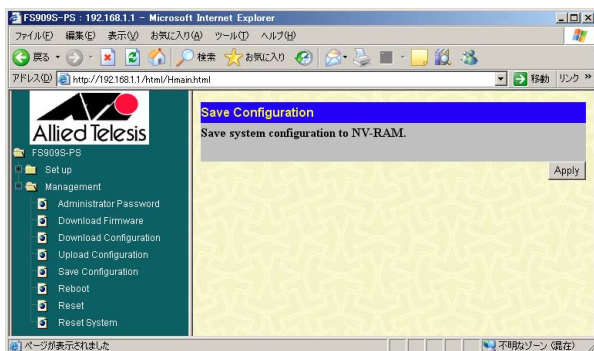 FS909S-PS : 192.168.1.1 - Microsoft Internet Explorer
ファイル(F) 編集(E) 表示(V) お気に入り(A) ツール(T) ヘルプ(H)
戻る 検索 お気に入り
アドレス(D) http://192.168.1.1/html/Hmain.html 移動 リンク »
Allied Telesis
FS909S-PS
Set up
Management
Administrator Password
Download Firmware
Download Configuration
Upload Configuration
Save Configuration
Reboot
Reset
Reset System
Save Configuration
Save system configuration to NV-RAM.
Apply
ページが表示されました 不明なゾーン (混在)